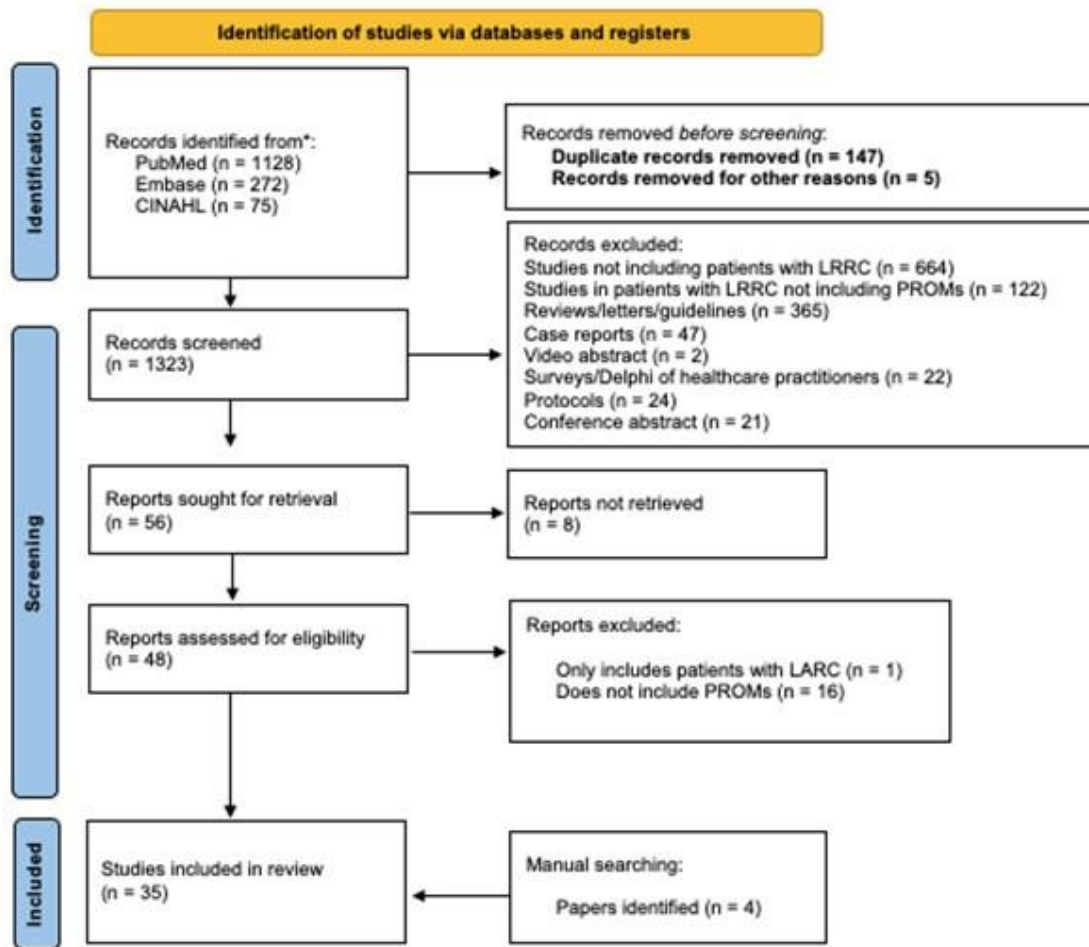 Identification of studies via databases and registers
Identification
Records identified from*:
PubMed (n = 1128)
Embase (n = 272)
CINAHL (n = 75)
Records removed before screening:
Duplicate records removed (n = 147)
Records removed for other reasons (n = 5)
Screening
Records screened
(n = 1323)
Records excluded:
Studies not including patients with LRRC (n = 664)
Studies in patients with LRRC not including PROMs (n = 122)
Reviews/letters/guidelines (n = 365)
Case reports (n = 47)
Video abstract (n = 2)
Surveys/Delphi of healthcare practitioners (n = 22)
Protocols (n = 24)
Conference abstract (n = 21)
Reports sought for retrieval
(n = 56)
Reports not retrieved
(n = 8)
Reports assessed for eligibility
(n = 48)
Reports excluded:
Only includes patients with LARC (n = 1)
Does not include PROMs (n = 16)
Included
Studies included in review
(n = 35)
Manual searching:
Papers identified (n = 4)